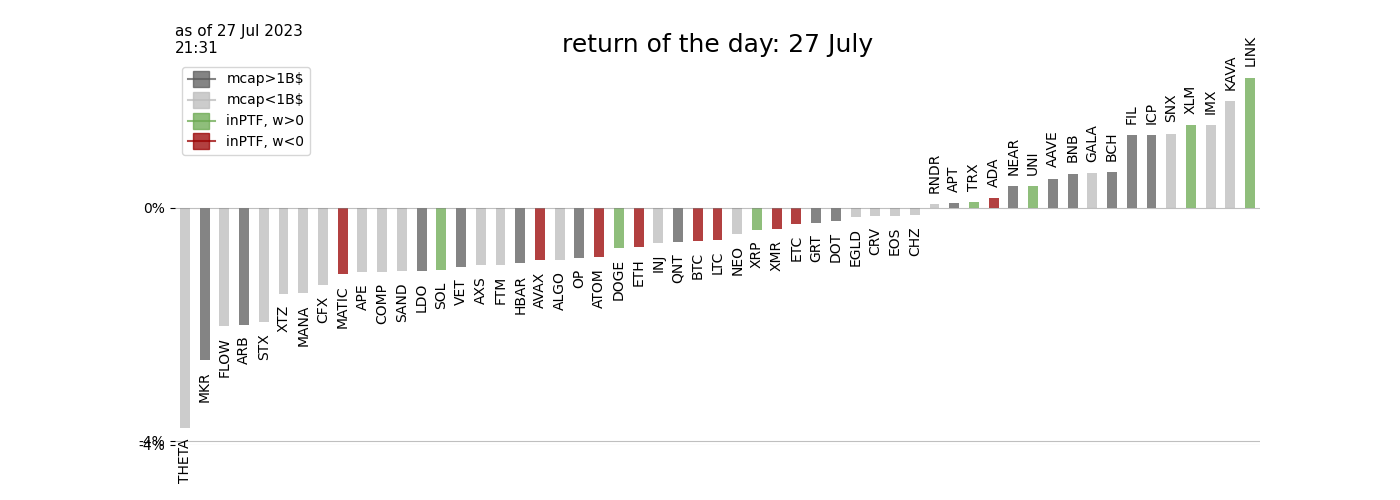 as of 27 Jul 2023
21:31
return of the day: 27 July
mcap>1B$
mcap<1B$
inPTF, w>0
inPTF, w<0
0%
-4%
-4%
THETA
MKR
FLOW
ARB
STX
XTZ
MANA
CFX
MATIC
APE
COMP
SAND
LDO
SOL
VET
AXS
FTM
HBAR
AVAX
ALGO
OP
ATOM
DOGE
ETH
INJ
QNT
BTC
LTC
NEO
XRP
XMR
ETC
GRT
DOT
EGLD
CRV
EOS
CHZ
RNDR
APT
TRX
ADA
NEAR
UNI
AAVE
BNB
GALA
BCH
FIL
ICP
SNX
XLM
IMX
KAVA
LINK